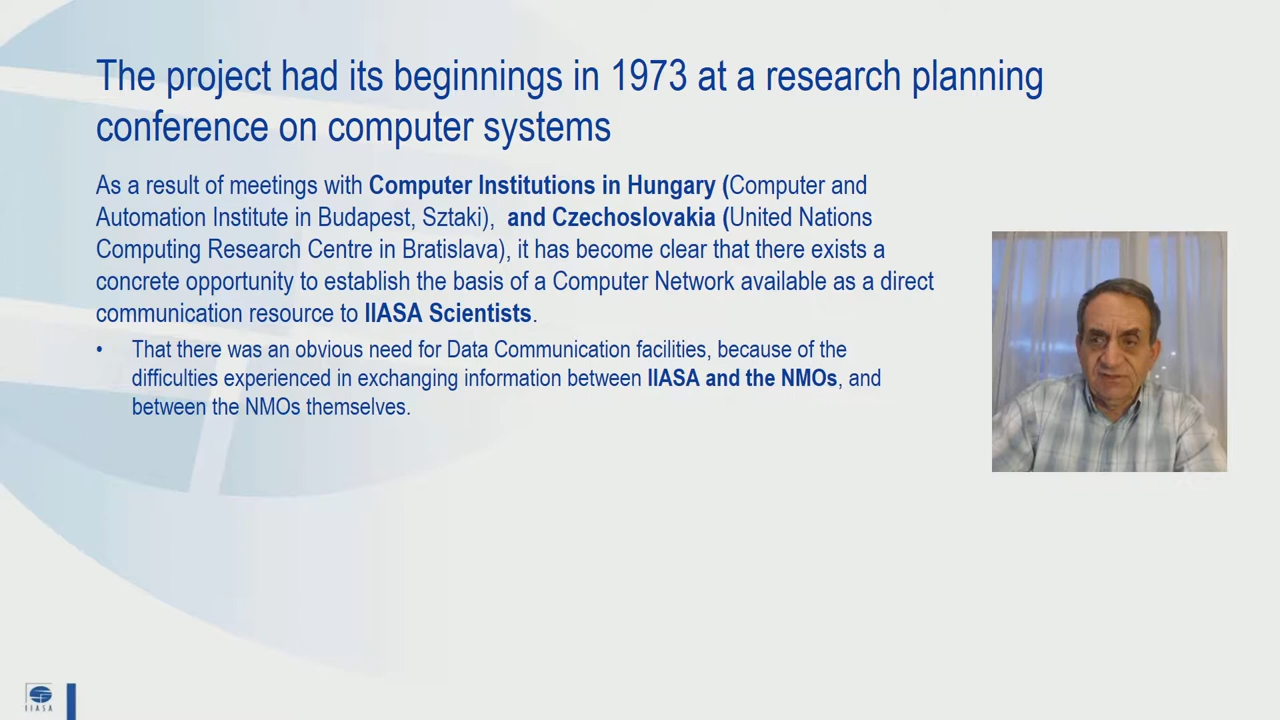 The project had its beginnings in 1973 at a research planning
conference on computer systems
As a result of meetings with Computer Institutions in Hungary (Computer and
Automation Institute in Budapest, Sztaki),  and Czechoslovakia (United Nations
Computing Research Centre in Bratislava), it has become clear that there exists a
concrete opportunity to establish the basis of a Computer Network available as a direct
communication resource to IIASA Scientists.
• That there was an obvious need for Data Communication facilities, because of the
difficulties experienced in exchanging information between IIASA and the NMOs, and
between the NMOs themselves.
IIASA